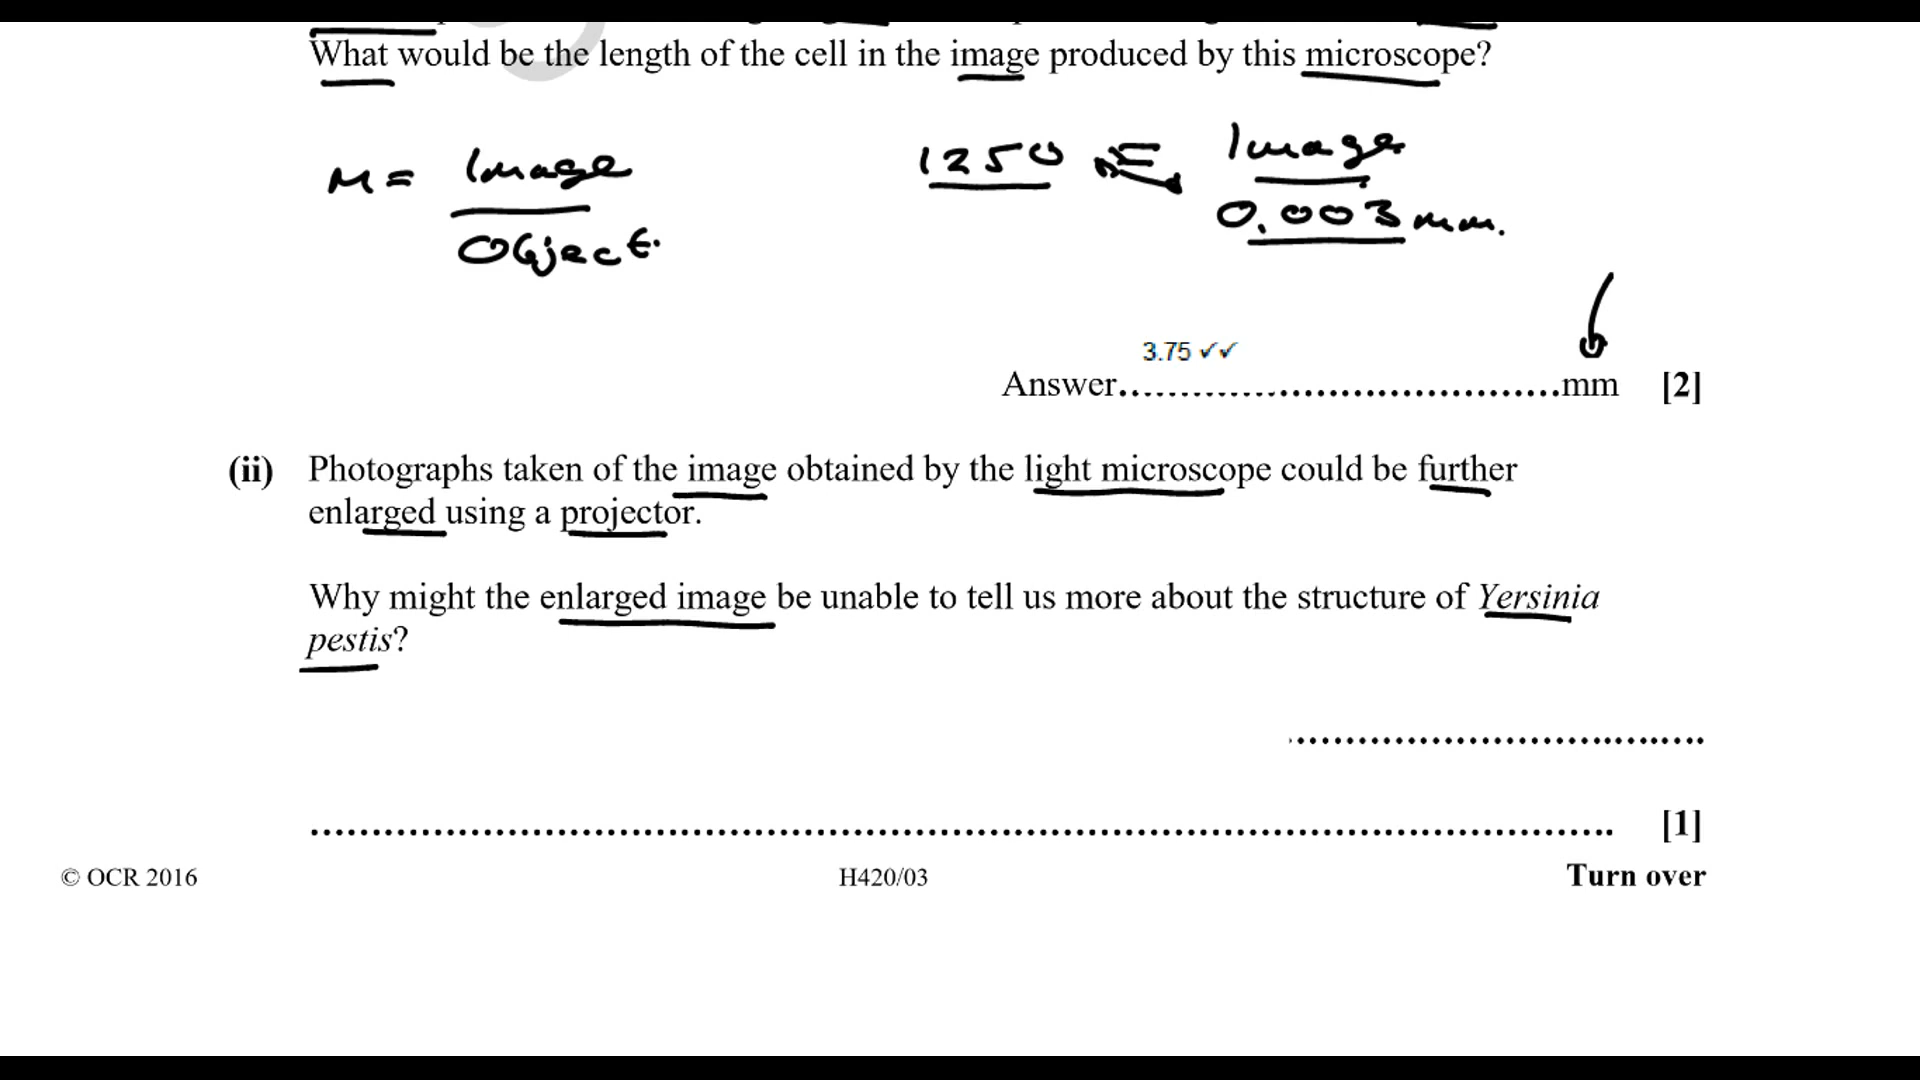 What would be the length of the cell in the image produced by this microscope?
M = Image 1250 = Image
Object. 0.003 mm.
3.75 ✓✓
Answer.......................................mm [2]
(ii) Photographs taken of the image obtained by the light microscope could be further
enlarged using a projector.
Why might the enlarged image be unable to tell us more about the structure of Yersinia
pestis?
..................................
.......................................................................................................... [1]
© OCR 2016 H420/03 Turn over